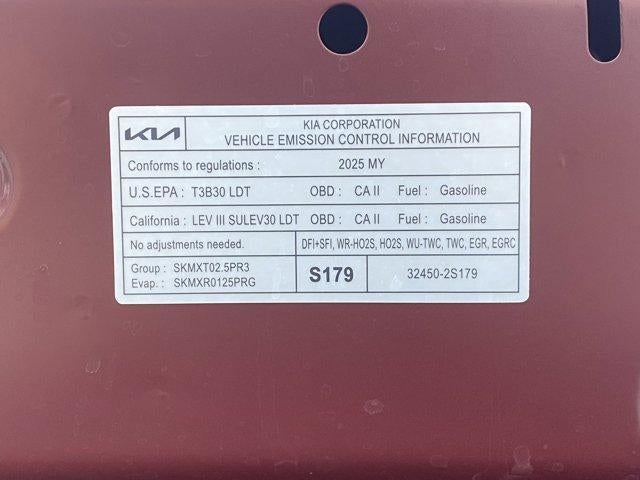 KIA
KIA CORPORATION
VEHICLE EMISSION CONTROL INFORMATION
Conforms to regulations : 2025 MY
U.S.EPA : T3B30 LDT OBD : CA II Fuel : Gasoline
California : LEV III SULEV30 LDT OBD : CA II Fuel : Gasoline
No adjustments needed. DFI+SFI, WR-HO2S, HO2S, WU-TWC, TWC, EGR, EGRC
Group : SKMXT02.5PR3
Evap. : SKMXR0125PRG
S179
32450-2S179